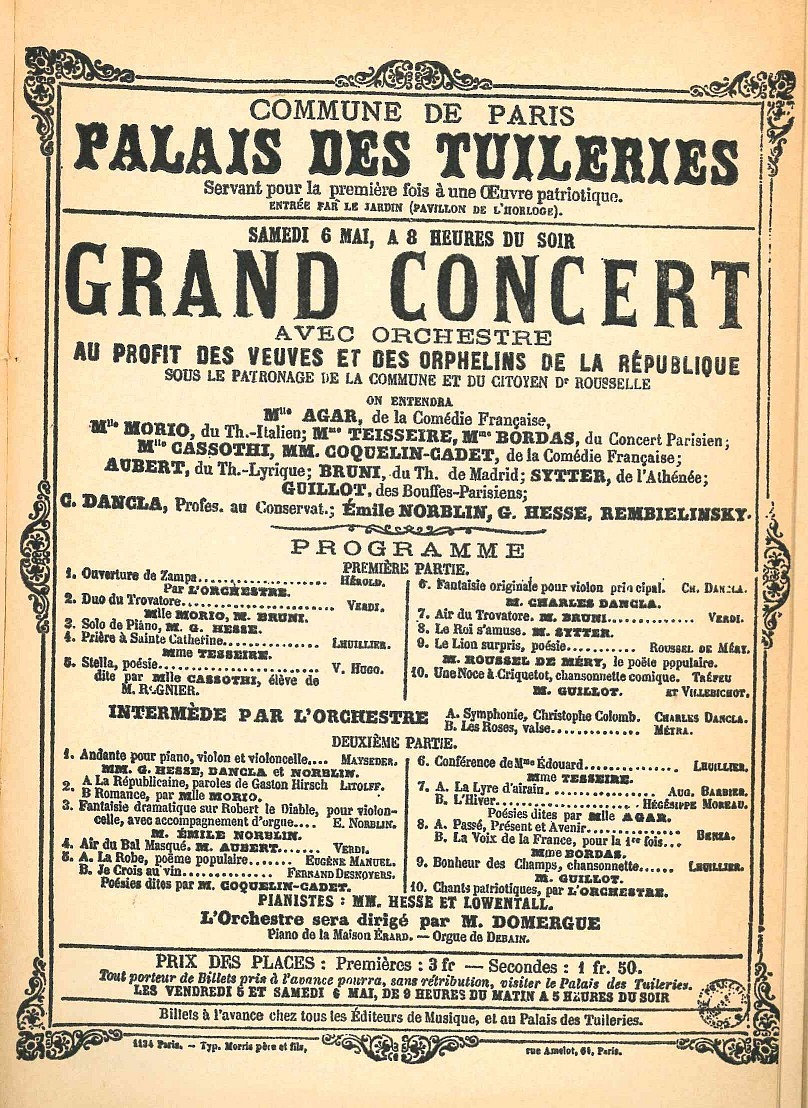 COMMUNE DE PARIS
PALAIS DES TUILERIES
Servant pour la première fois à une Œuvre patriotique.
ENTRÉE PAR LE JARDIN (PAVILLON DE L'HORLOGE).
SAMEDI 6 MAI, A 8 HEURES DU SOIR
GRAND CONCERT
AVEC ORCHESTRE
AU PROFIT DES VEUVES ET DES ORPHELINS DE LA RÉPUBLIQUE
SOUS LE PATRONAGE DE LA COMMUNE ET DU CITOYEN Dr ROUSSELLE
ON ENTENDRA
Mlle AGAR, de la Comédie Française,
Mlle MORIO, du Th.-Italien; Mme TEISSEIRE, Mme BORDAS, du Concert Parisien;
Mlle CASSOTHI, MM. COQUELIN-CADET, de la Comédie Française;
AUBERT, du Th.-Lyrique; BRUNI, du Th. de Madrid; SYTTER, de l'Athénée;
GUILLOT, des Bouffes-Parisiens;
C. DANCLA, Profes. au Conservat.; Émile NORBLIN, G. HESSE, REMBIELINSKY.
PROGRAMME
PREMIÈRE PARTIE.
1. Ouverture de Zampa.................... HÉROLD.
Par L'ORCHESTRE.
2. Duo du Trovatore.................... VERDI.
Mlle MORIO, M. BRUNI.
3. Solo de Piano, M. G. HESSE.
4. Prière à Sainte Catherine.................... LHUILLIER.
Mme TESSEIRE.
5. Stella, poésie.................... V. HUGO.
dite par Mlle CASSOTHI, élève de
M. REGNIER.
6. Fantaisie originale pour violon principal. CH. DANCLA.
M. CHARLES DANCLA.
7. Air du Trovatore. M. BRUNI.......... VERDI.
8. Le Roi s'amuse. M. SYTTER.
9. Le Lion surpris, poésie.......... ROUSSEL DE MÉRY.
M. ROUSSEL DE MÉRY, le poëte populaire.
10. Une Noce à Criquetot, chansonnette comique. TRÉFEU
M. GUILLOT. ET VILLEBICHOT.
INTERMÈDE PAR L'ORCHESTRE
A. Symphonie, Christophe Colomb. CHARLES DANCLA.
B. Les Roses, valse............. MÉTRA.
DEUXIÈME PARTIE.
1. Andante pour piano, violon et violoncelle.... MAYSEDER.
MM. G. HESSE, DANCLA et NORBLIN.
2. A La Républicaine, paroles de Gaston Hirsch LITOLFF.
B Romance, par Mlle MORIO.
3. Fantaisie dramatique sur Robert le Diable, pour violon-
celle, avec accompagnement d'orgue.... E. NORBLIN.
M. ÉMILE NORBLIN.
4. Air du Bal Masqué. M. AUBERT....... VERDI.
5. A. La Robe, poëme populaire....... EUGÈNE MANUEL.
B. Je Crois au vin............... FERNAND DESNOYERS.
Poésies dites par M. COQUELIN-CADET.
6. Conférence de Mme Édouard............... LHUILLIER.
Mme TESSEIRE.
7. A. La Lyre d'airain............... AUG. BARBIER.
B. L'Hiver............... HÉGÉSIPPE MOREAU.
Poésies dites par Mlle AGAR.
8. A. Passé, Présent et Avenir...............
B. La Voix de la France, pour la 1re fois... BENZA.
Mme BORDAS.
9. Bonheur des Champs, chansonnette...... LHUILLIER.
M. GUILLOT.
10. Chants patriotiques, par L'ORCHESTRE.
PIANISTES : MM. HESSE ET LÖWENTALL.
L'Orchestre sera dirigé par M. DOMERGUE
Piano de la Maison ÉRARD. — Orgue de DEBAIN.
PRIX DES PLACES : Premières : 3 fr — Secondes : 1 fr. 50.
Tout porteur de Billets pris à l'avance pourra, sans rétribution, visiter le Palais des Tuileries.
LES VENDREDI 5 ET SAMEDI 6 MAI, DE 9 HEURES DU MATIN A 5 HEURES DU SOIR
Billets à l'avance chez tous les Éditeurs de Musique, et au Palais des Tuileries.
1134 Paris. — Typ. Morris père et fils, rue Amelot, 64, Paris.